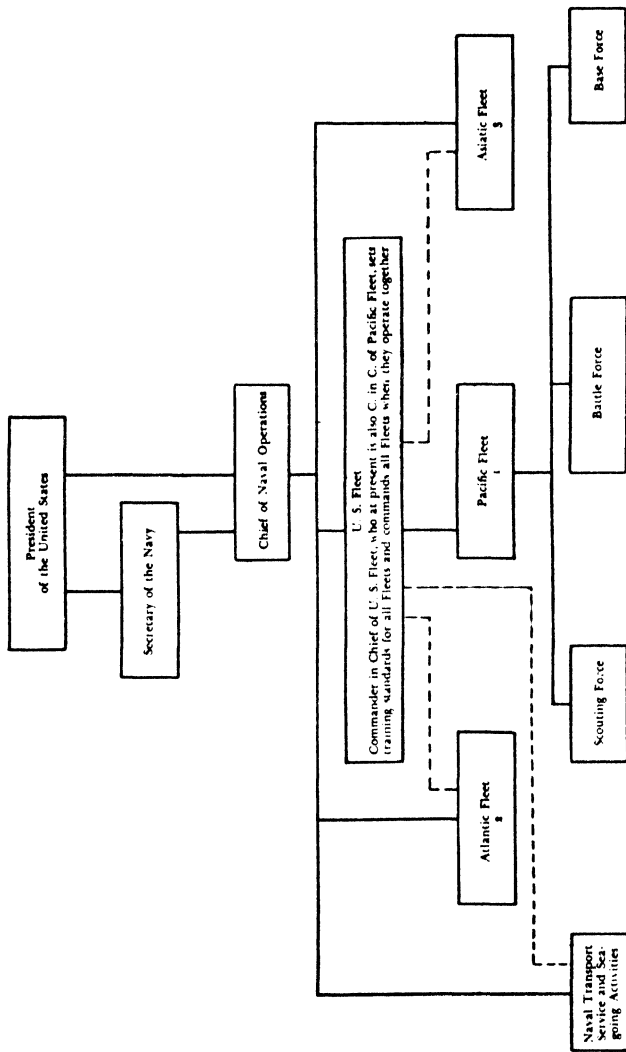 President
of the United States
Secretary of the Navy
Chief of Naval Operations
U. S. Fleet
Commander in Chief of U. S. Fleet, who at present is also C. in C. of Pacific Fleet, sets
training standards for all Fleets and commands all Fleets when they operate together
Atlantic Fleet
2
Pacific Fleet
1
Asiatic Fleet
3
Naval Transport
Service and Sea-
going Activities
Scouting Force
Battle Force
Base Force